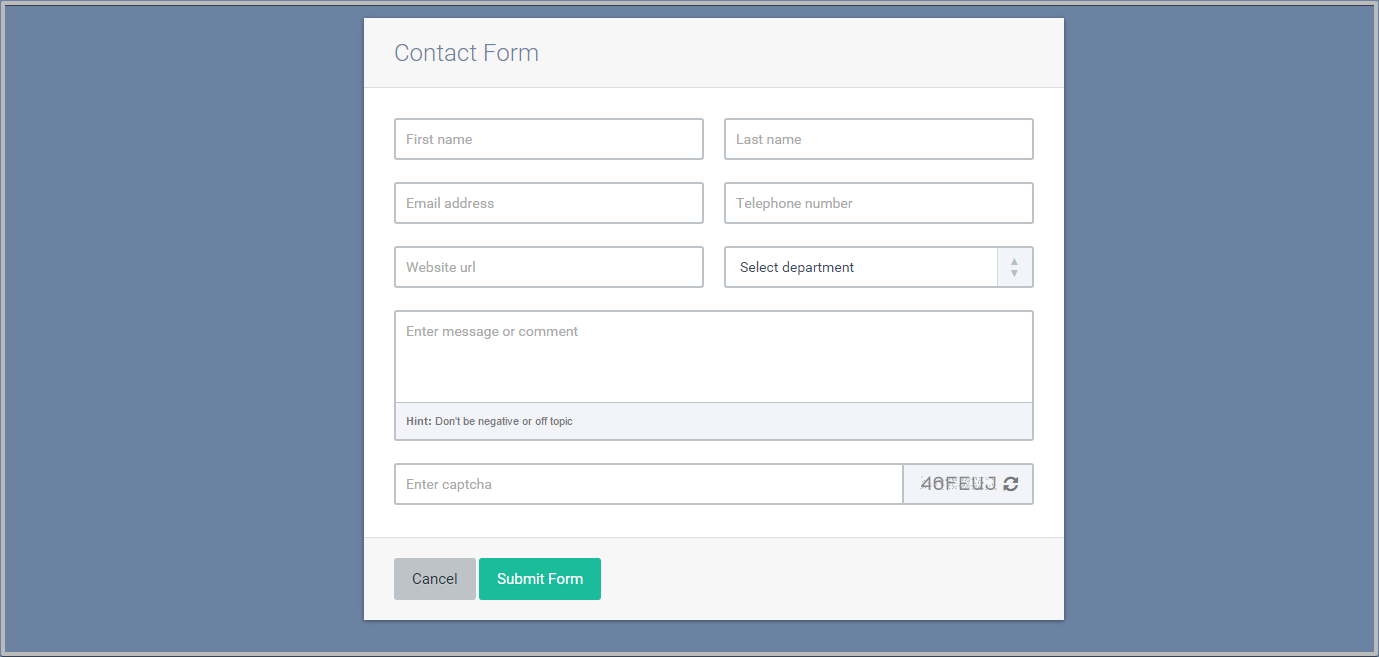 Contact Form
First name
Last name
Email address
Telephone number
Website url
Select department
Enter message or comment
Hint: Don't be negative or off topic
Enter captcha
Cancel
Submit Form